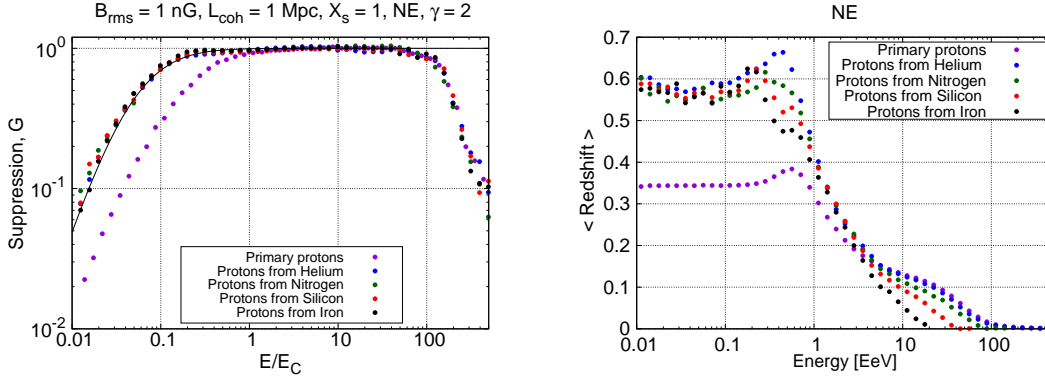 B_rms = 1 nG, L_coh = 1 Mpc, X_s = 1, NE, γ = 2
Suppression, G
10^0
10^-1
10^-2
Primary protons
Protons from Helium
Protons from Nitrogen
Protons from Silicon
Protons from Iron
0.01 0.1 1 10 100
E/E_C
NE
< Redshift >
0.7
0.6
0.5
0.4
0.3
0.2
0.1
0
Primary protons
Protons from Helium
Protons from Nitrogen
Protons from Silicon
Protons from Iron
0.01 0.1 1 10 100
Energy [EeV]